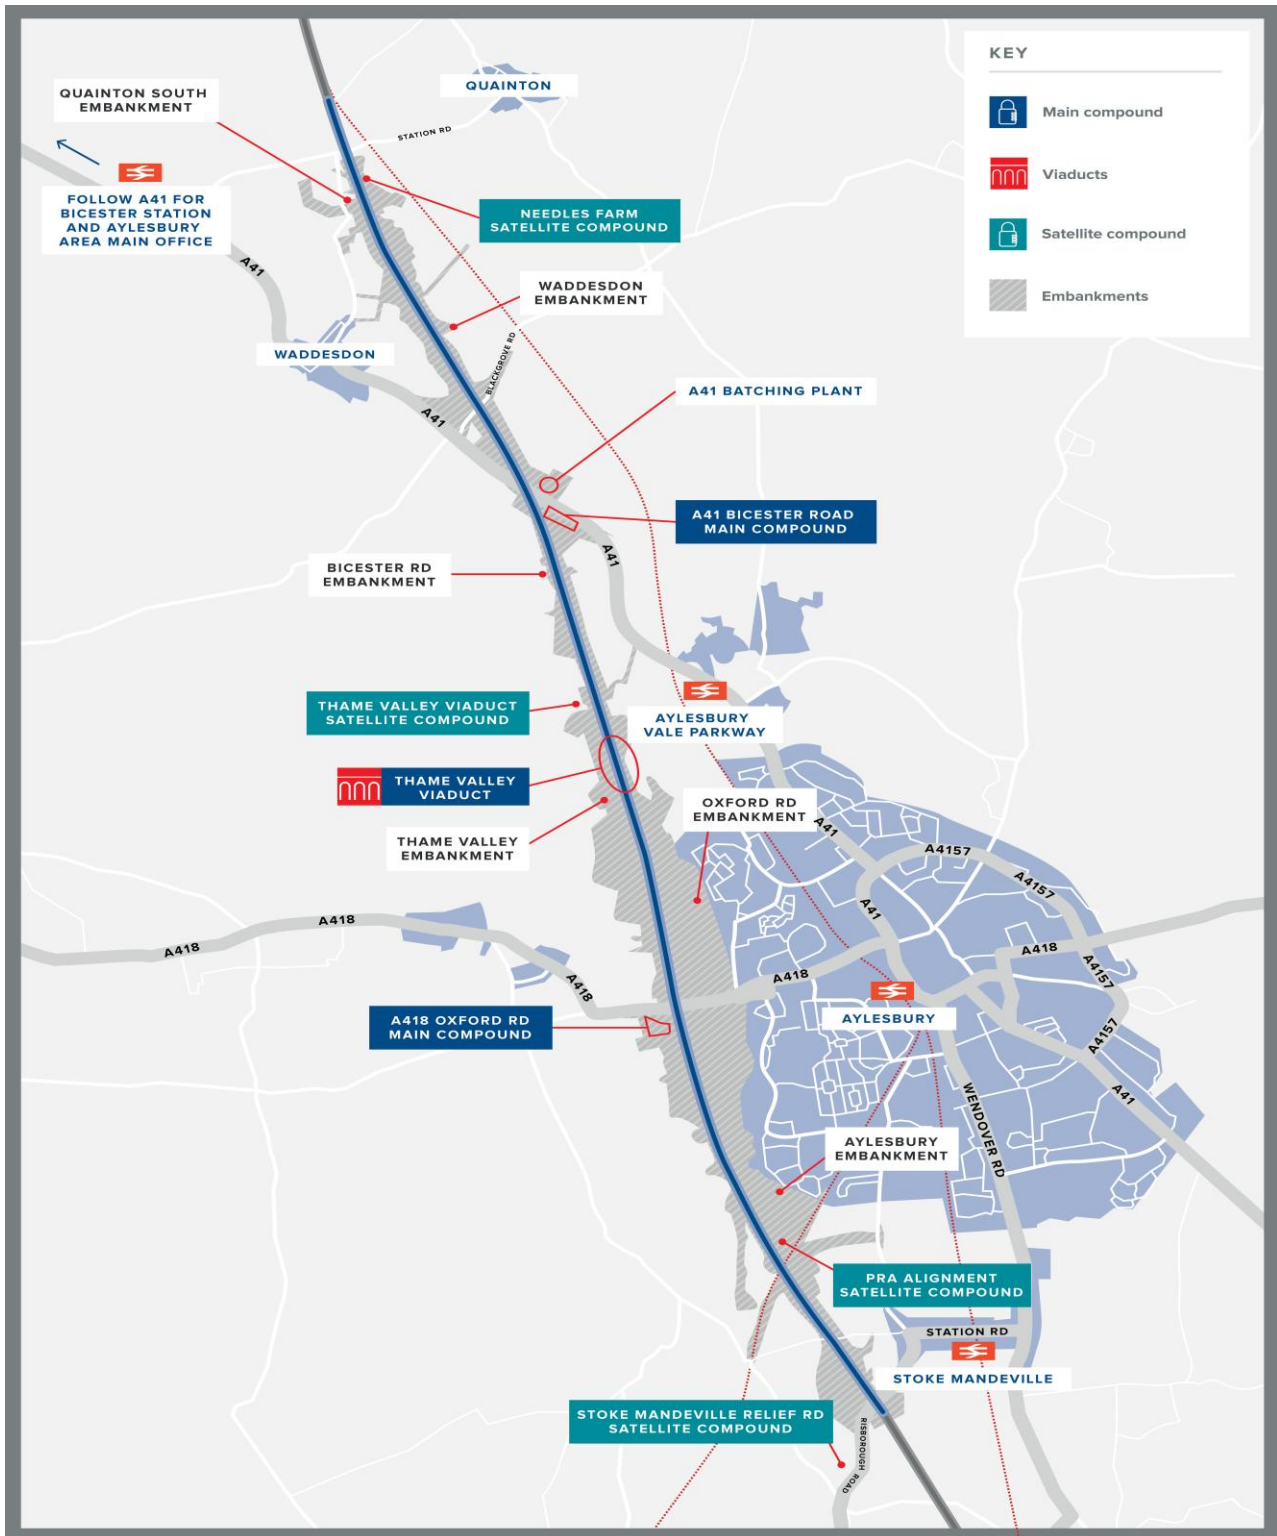 KEY
Main compound
Viaducts
Satellite compound
Embankments
QUAINTON
QUAINTON SOUTH
EMBANKMENT
STATION RD
FOLLOW A41 FOR
BICESTER STATION
AND AYLESBURY
AREA MAIN OFFICE
NEEDLES FARM
SATELLITE COMPOUND
A41
WADDESDON
EMBANKMENT
WADDESDON
BLACKGROVE RD
A41
A41 BATCHING PLANT
A41 BICESTER ROAD
MAIN COMPOUND
A41
BICESTER RD
EMBANKMENT
THAME VALLEY VIADUCT
SATELLITE COMPOUND
AYLESBURY
VALE PARKWAY
THAME VALLEY
VIADUCT
OXFORD RD
EMBANKMENT
A41
THAME VALLEY
EMBANKMENT
A4157
A4157
A41
A418
A418
A418
A4157
A418
A418
A418 OXFORD RD
MAIN COMPOUND
AYLESBURY
A4157
A41
WENDOVER RD
AYLESBURY
EMBANKMENT
PRA ALIGNMENT
SATELLITE COMPOUND
STATION RD
STOKE MANDEVILLE
STOKE MANDEVILLE RELIEF RD
SATELLITE COMPOUND
RISBOROUGH
ROAD